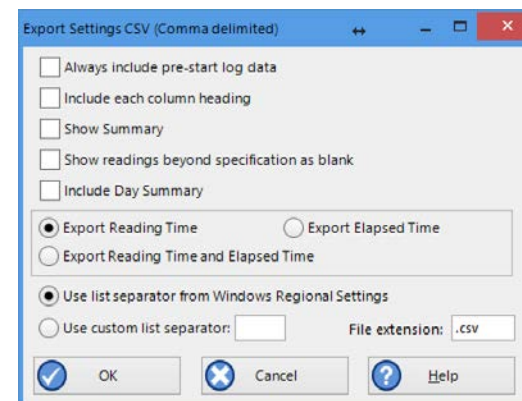 Export Settings CSV (Comma delimited)
Always include pre-start log data
Include each column heading
Show Summary
Show readings beyond specification as blank
Include Day Summary
Export Reading Time Export Elapsed Time
Export Reading Time and Elapsed Time
Use list separator from Windows Regional Settings
Use custom list separator: File extension: .csv
OK Cancel Help